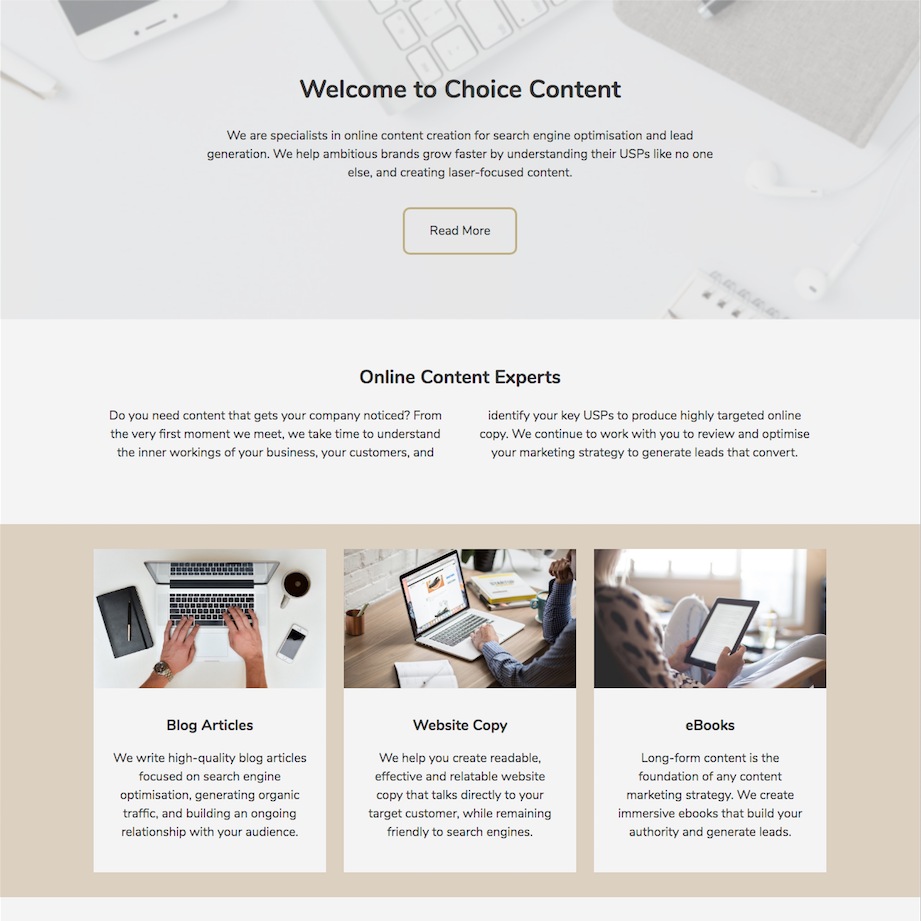 Welcome to Choice Content
We are specialists in online content creation for search engine optimisation and lead
generation. We help ambitious brands grow faster by understanding their USPs like no one
else, and creating laser-focused content.
Read More
Online Content Experts
Do you need content that gets your company noticed? From
the very first moment we meet, we take time to understand
the inner workings of your business, your customers, and
identify your key USPs to produce highly targeted online
copy. We continue to work with you to review and optimise
your marketing strategy to generate leads that convert.
Blog Articles
We write high-quality blog articles
focused on search engine
optimisation, generating organic
traffic, and building an ongoing
relationship with your audience.
Website Copy
We help you create readable,
effective and relatable website
copy that talks directly to your
target customer, while remaining
friendly to search engines.
eBooks
Long-form content is the
foundation of any content
marketing strategy. We create
immersive ebooks that build your
authority and generate leads.